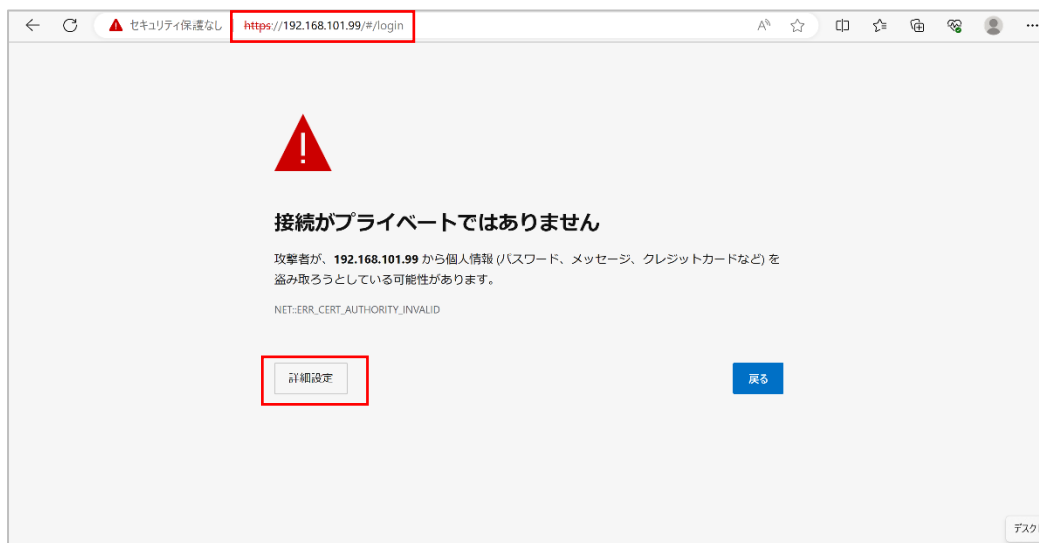 セキュリティ保護なし https://192.168.101.99/#/login
接続がプライベートではありません
攻撃者が、192.168.101.99 から個人情報 (パスワード、メッセージ、クレジットカードなど) を
盗み取ろうとしている可能性があります。
NET::ERR_CERT_AUTHORITY_INVALID
詳細設定 戻る
デスク